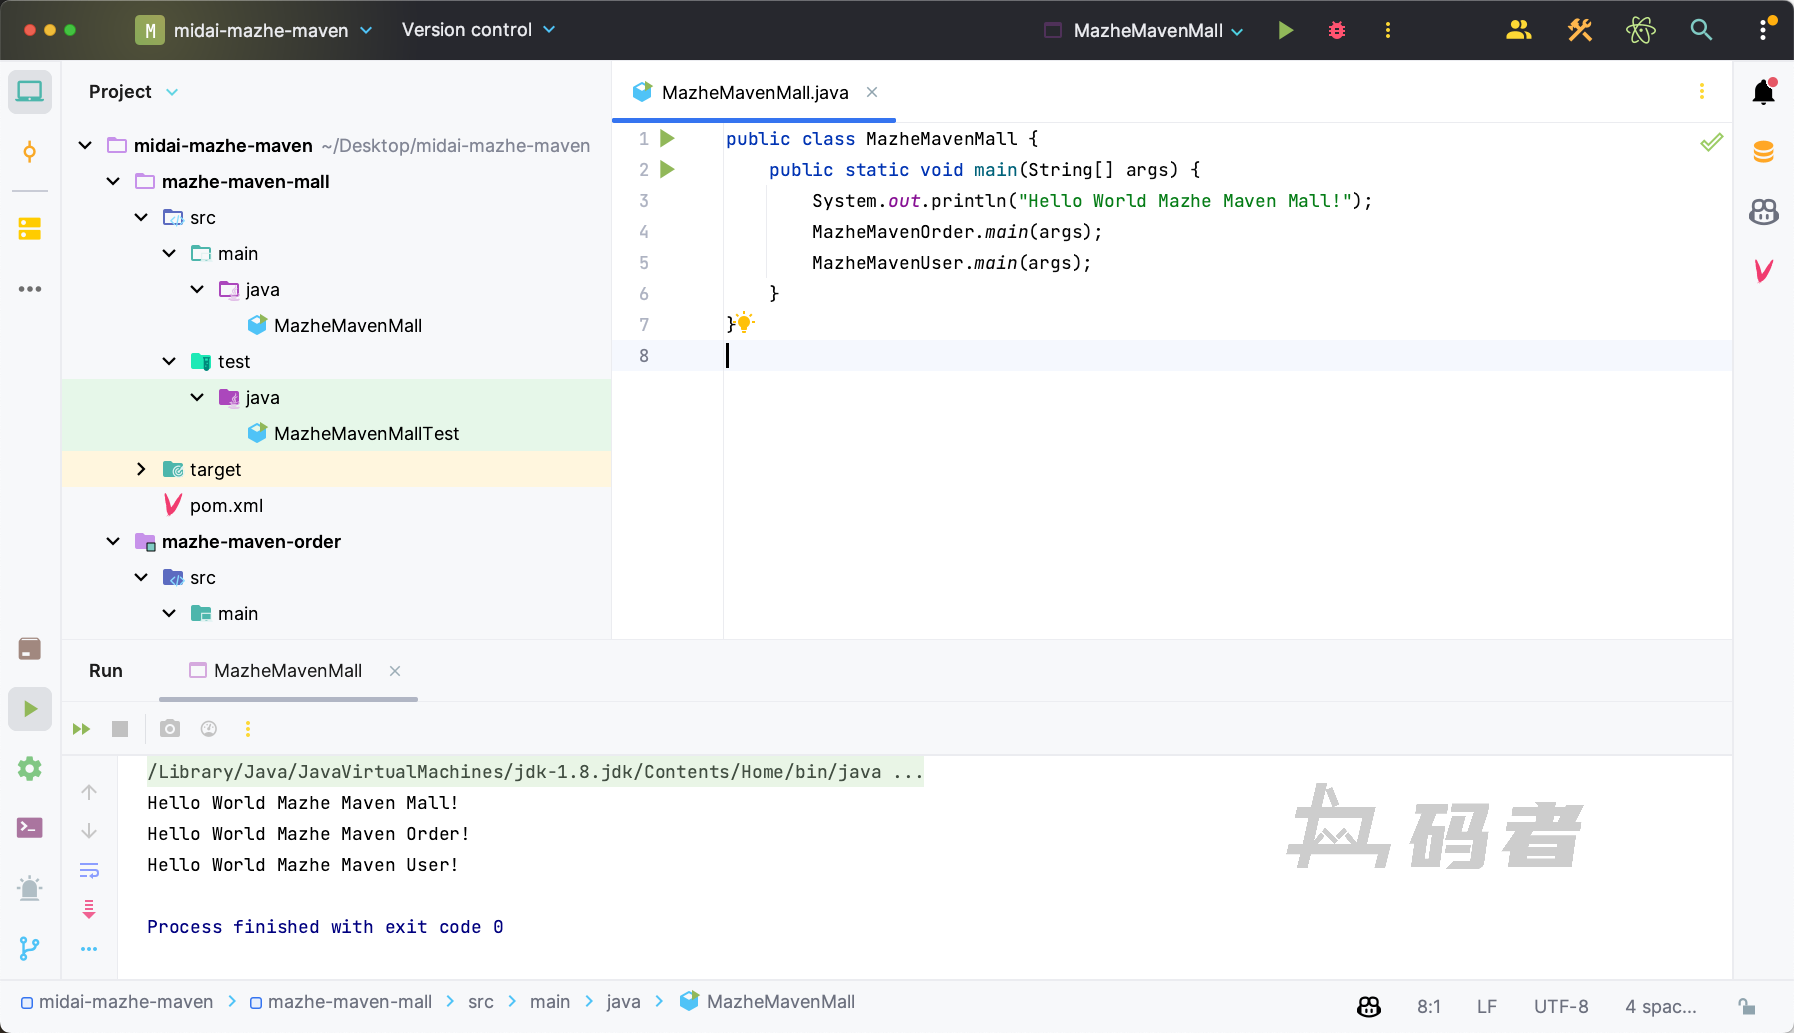 M midai-mazhe-maven Version control MazheMavenMall
Project
MazheMavenMall.java
midai-mazhe-maven ~/Desktop/midai-mazhe-maven
mazhe-maven-mall
src
main
java
MazheMavenMall
test
java
MazheMavenMallTest
target
pom.xml
mazhe-maven-order
src
main
1 public class MazheMavenMall {
2 public static void main(String[] args) {
3 System.out.println("Hello World Mazhe Maven Mall!");
4 MazheMavenOrder.main(args);
5 MazheMavenUser.main(args);
6 }
7 }
8
Run MazheMavenMall
/Library/Java/JavaVirtualMachines/jdk-1.8.jdk/Contents/Home/bin/java ...
Hello World Mazhe Maven Mall!
Hello World Mazhe Maven Order!
Hello World Mazhe Maven User!
Process finished with exit code 0
码者
midai-mazhe-maven > mazhe-maven-mall > src > main > java > MazheMavenMall
8:1 LF UTF-8 4 spac...